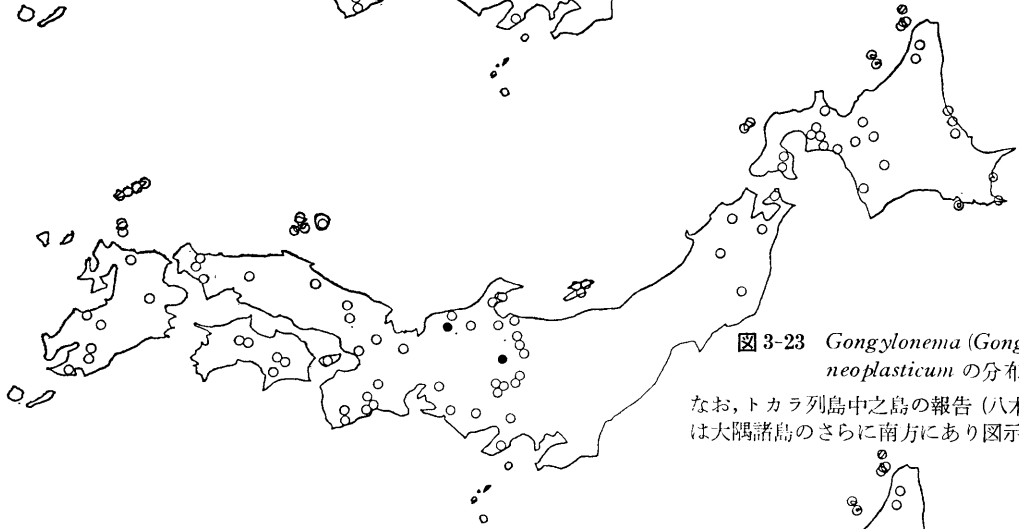 図 3-23 Gongylonema (Gong
neoplasticum の分布
なお,トカラ列島中之島の報告 (八木
は大隅諸島のさらに南方にあり図示